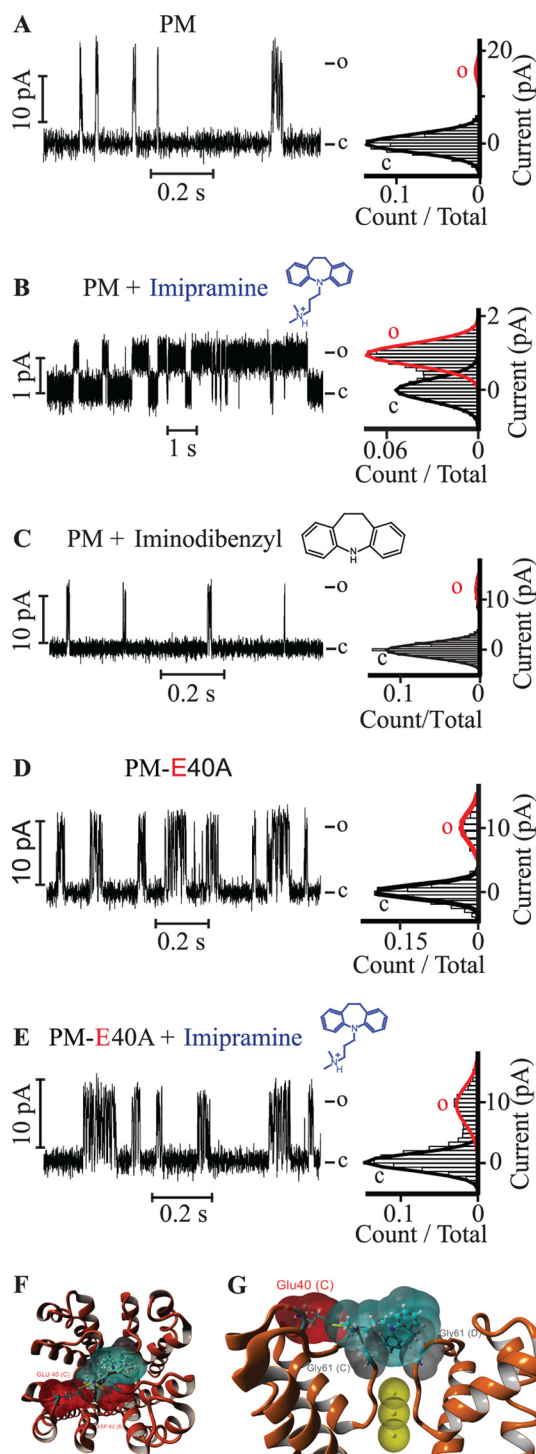 A
PM
10 pA
o
c
0.2 s
o
c
20
0
Current (pA)
0.1
0
Count / Total
B
PM + Imipramine
N
N
+
H
1 pA
o
c
1 s
o
c
2
0
Current (pA)
0.06
0
Count / Total
C
PM + Iminodibenzyl
N
H
10 pA
o
c
0.2 s
o
c
10
0
Current (pA)
0.1
0
Count/Total
D
PM-E40A
10 pA
o
c
0.2 s
o
c
10
0
Current (pA)
0.15
0
Count / Total
E
PM-E40A + Imipramine
N
N
+
H
10 pA
o
c
0.2 s
o
c
10
0
Current (pA)
0.1
0
Count / Total
F
GLU 40 (C)
G
Glu40 (C)
Gly61 (C)
Gly61 (D)